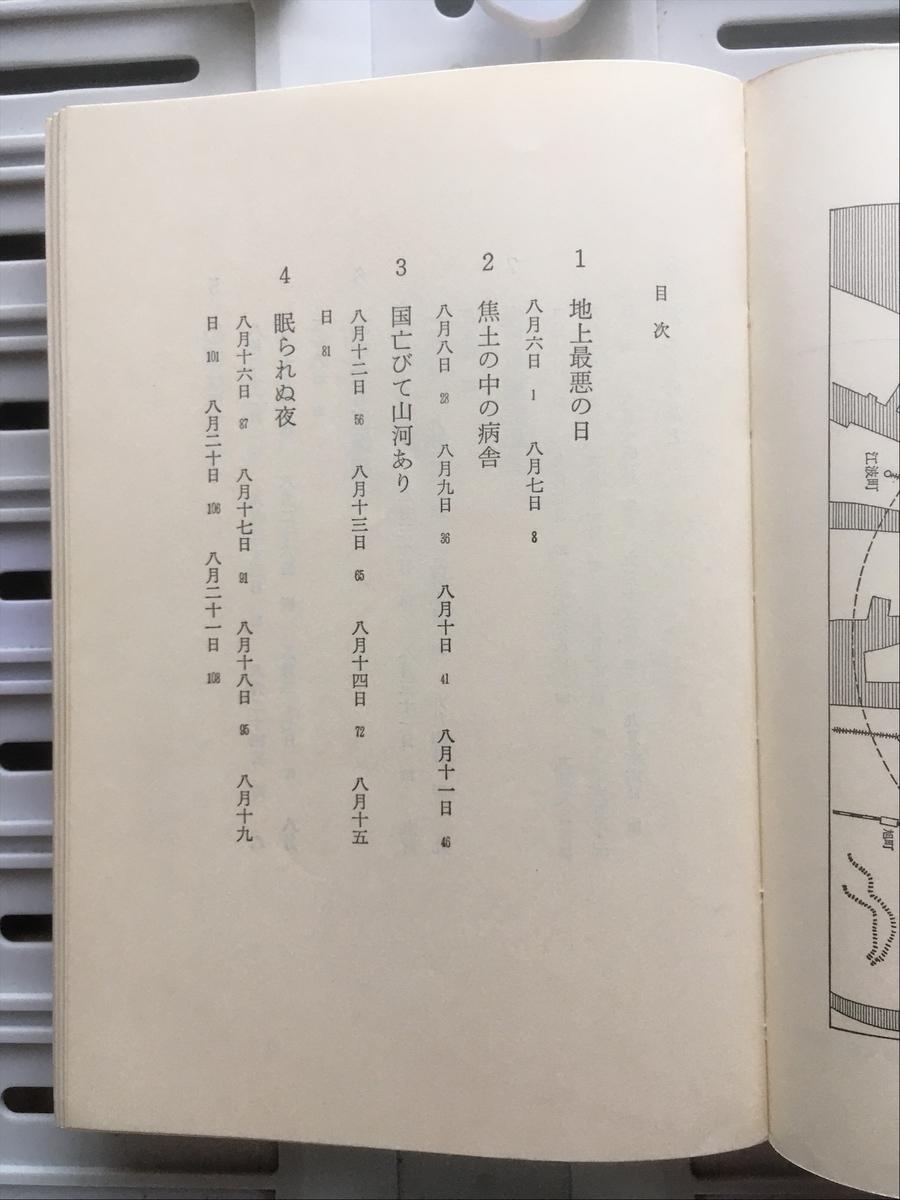 江波町
旭町
目次
1 地上最悪の日
八月六日 1 八月七日 8
2 焦土の中の病舎
八月八日 23 八月九日 36 八月十日 41 八月十一日 46
3 国亡びて山河あり
八月十二日 56 八月十三日 65 八月十四日 72 八月十五
日 81
4 眠られぬ夜
八月十六日 87 八月十七日 91 八月十八日 95 八月十九
日 101 八月二十日 106 八月二十一日 108